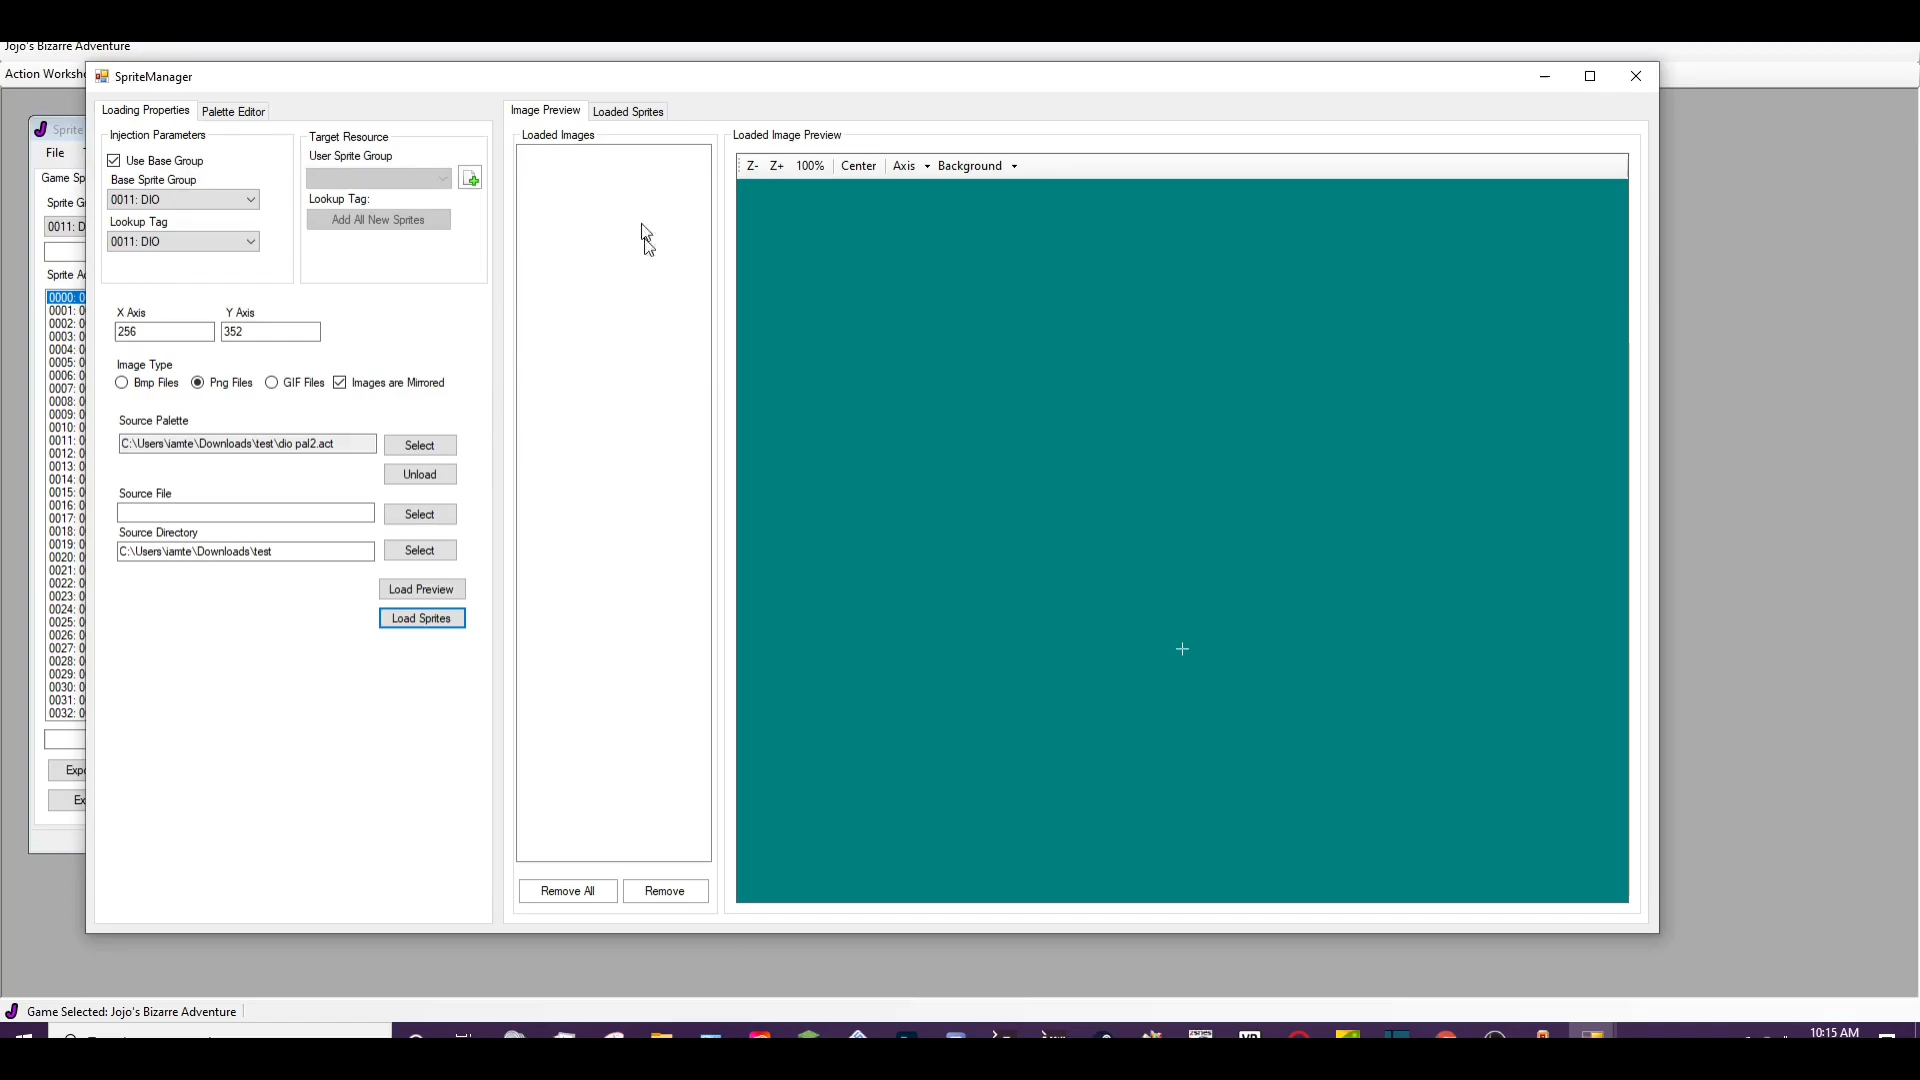 Jojo's Bizarre Adventure
Action Worksh
SpriteManager
Sprite
File
Game Sp
Sprite G
0011: D
Sprite A
0000: 0
0001: 0
0002: 0
0003: 0
0004: 0
0005: 0
0006: 0
0007: 0
0008: 0
0009: 0
0010: 0
0011: 0
0012: 0
0013: 0
0014: 0
0015: 0
0016: 0
0017: 0
0018: 0
0019: 0
0020: 0
0021: 0
0022: 0
0023: 0
0024: 0
0025: 0
0026: 0
0027: 0
0028: 0
0029: 0
0030: 0
0031: 0
0032: 0
Exp
Ex
Loading Properties Palette Editor
Injection Parameters
Use Base Group
Base Sprite Group
0011: DIO
Lookup Tag
0011: DIO
Target Resource
User Sprite Group
Lookup Tag:
Add All New Sprites
X Axis Y Axis
256 352
Image Type
Bmp Files Png Files GIF Files Images are Mirrored
Source Palette
C:\Users\iamte\Downloads\test\dio pal2.act Select
Unload
Source File
Select
Source Directory
C:\Users\iamte\Downloads\test Select
Load Preview
Load Sprites
Image Preview Loaded Sprites
Loaded Images
Remove All Remove
Loaded Image Preview
Z- Z+ 100% Center Axis Background
Game Selected: Jojo's Bizarre Adventure
10:15 AM